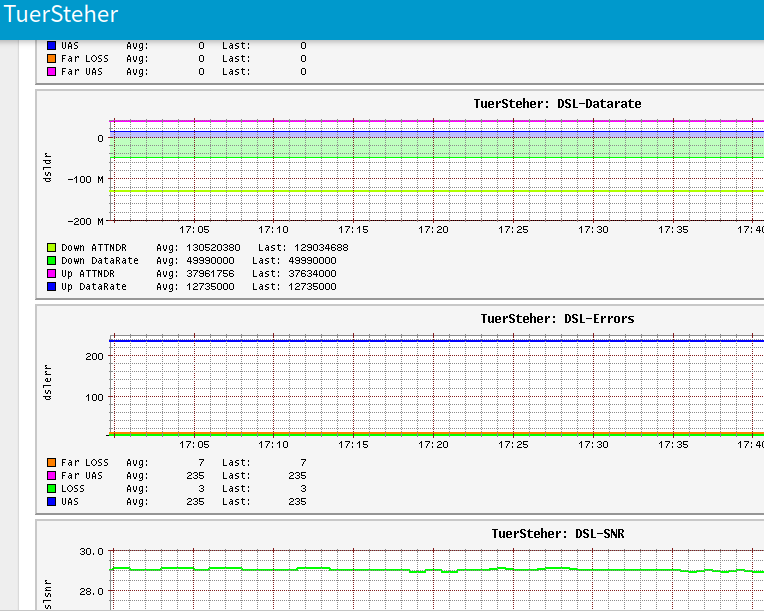 TuerSteher
UAS Avg: 0 Last: 0
Far LOSS Avg: 0 Last: 0
Far UAS Avg: 0 Last: 0
TuerSteher: DSL-Datarate
dsldr
0
-100 M
-200 M
17:05 17:10 17:15 17:20 17:25 17:30 17:35 17:40
Down ATTNDR Avg: 130520380 Last: 129034688
Down DataRate Avg: 49990000 Last: 49990000
Up ATTNDR Avg: 37961756 Last: 37634000
Up DataRate Avg: 12735000 Last: 12735000
TuerSteher: DSL-Errors
dslerr
200
100
17:05 17:10 17:15 17:20 17:25 17:30 17:35 17:40
Far LOSS Avg: 7 Last: 7
Far UAS Avg: 235 Last: 235
LOSS Avg: 3 Last: 3
UAS Avg: 235 Last: 235
TuerSteher: DSL-SNR
slsnr
30.0
28.0